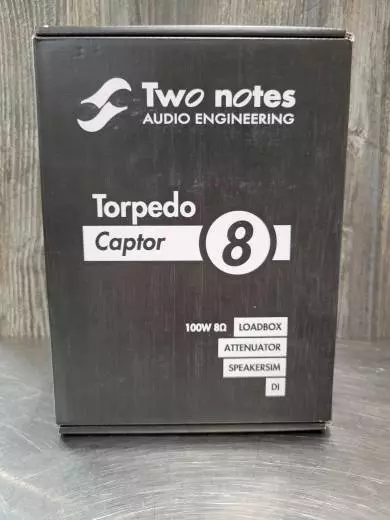 Two notes
AUDIO ENGINEERING
Torpedo
Captor 8
100W 8Ω LOADBOX
ATTENUATOR
SPEAKERSIM
DI